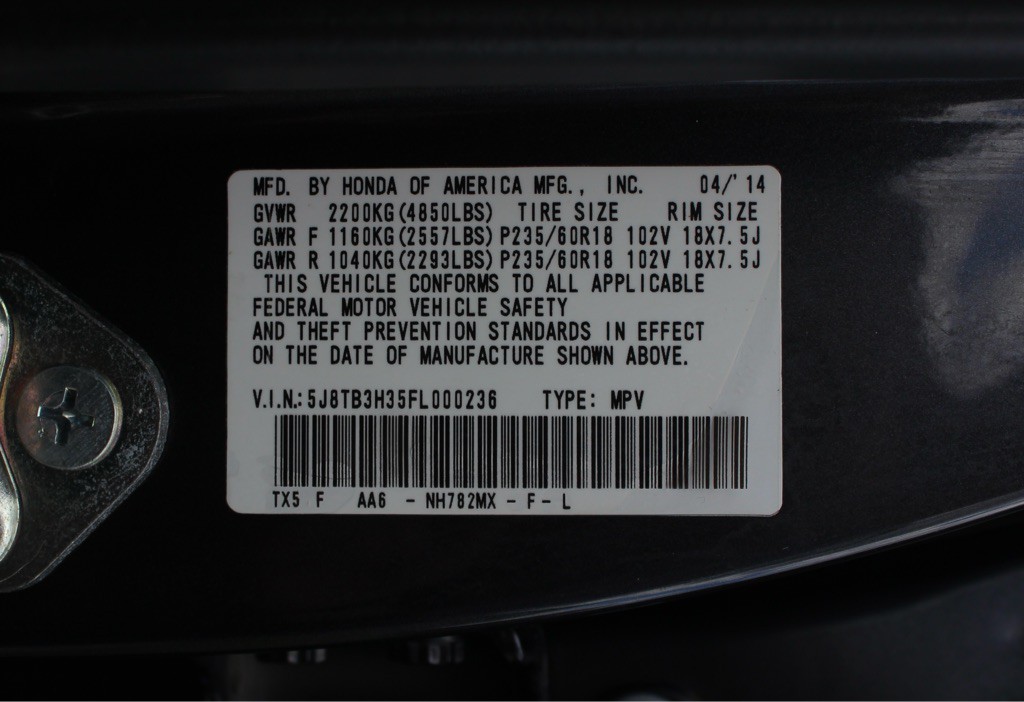 MFD. BY HONDA OF AMERICA MFG., INC. 04/'14
GVWR 2200KG(4850LBS) TIRE SIZE RIM SIZE
GAWR F 1160KG(2557LBS) P235/60R18 102V 18X7.5J
GAWR R 1040KG(2293LBS) P235/60R18 102V 18X7.5J
THIS VEHICLE CONFORMS TO ALL APPLICABLE
FEDERAL MOTOR VEHICLE SAFETY
AND THEFT PREVENTION STANDARDS IN EFFECT
ON THE DATE OF MANUFACTURE SHOWN ABOVE.
V.I.N.: 5J8TB3H35FL000236 TYPE: MPV
TX5 F AA6 - NH782MX - F - L